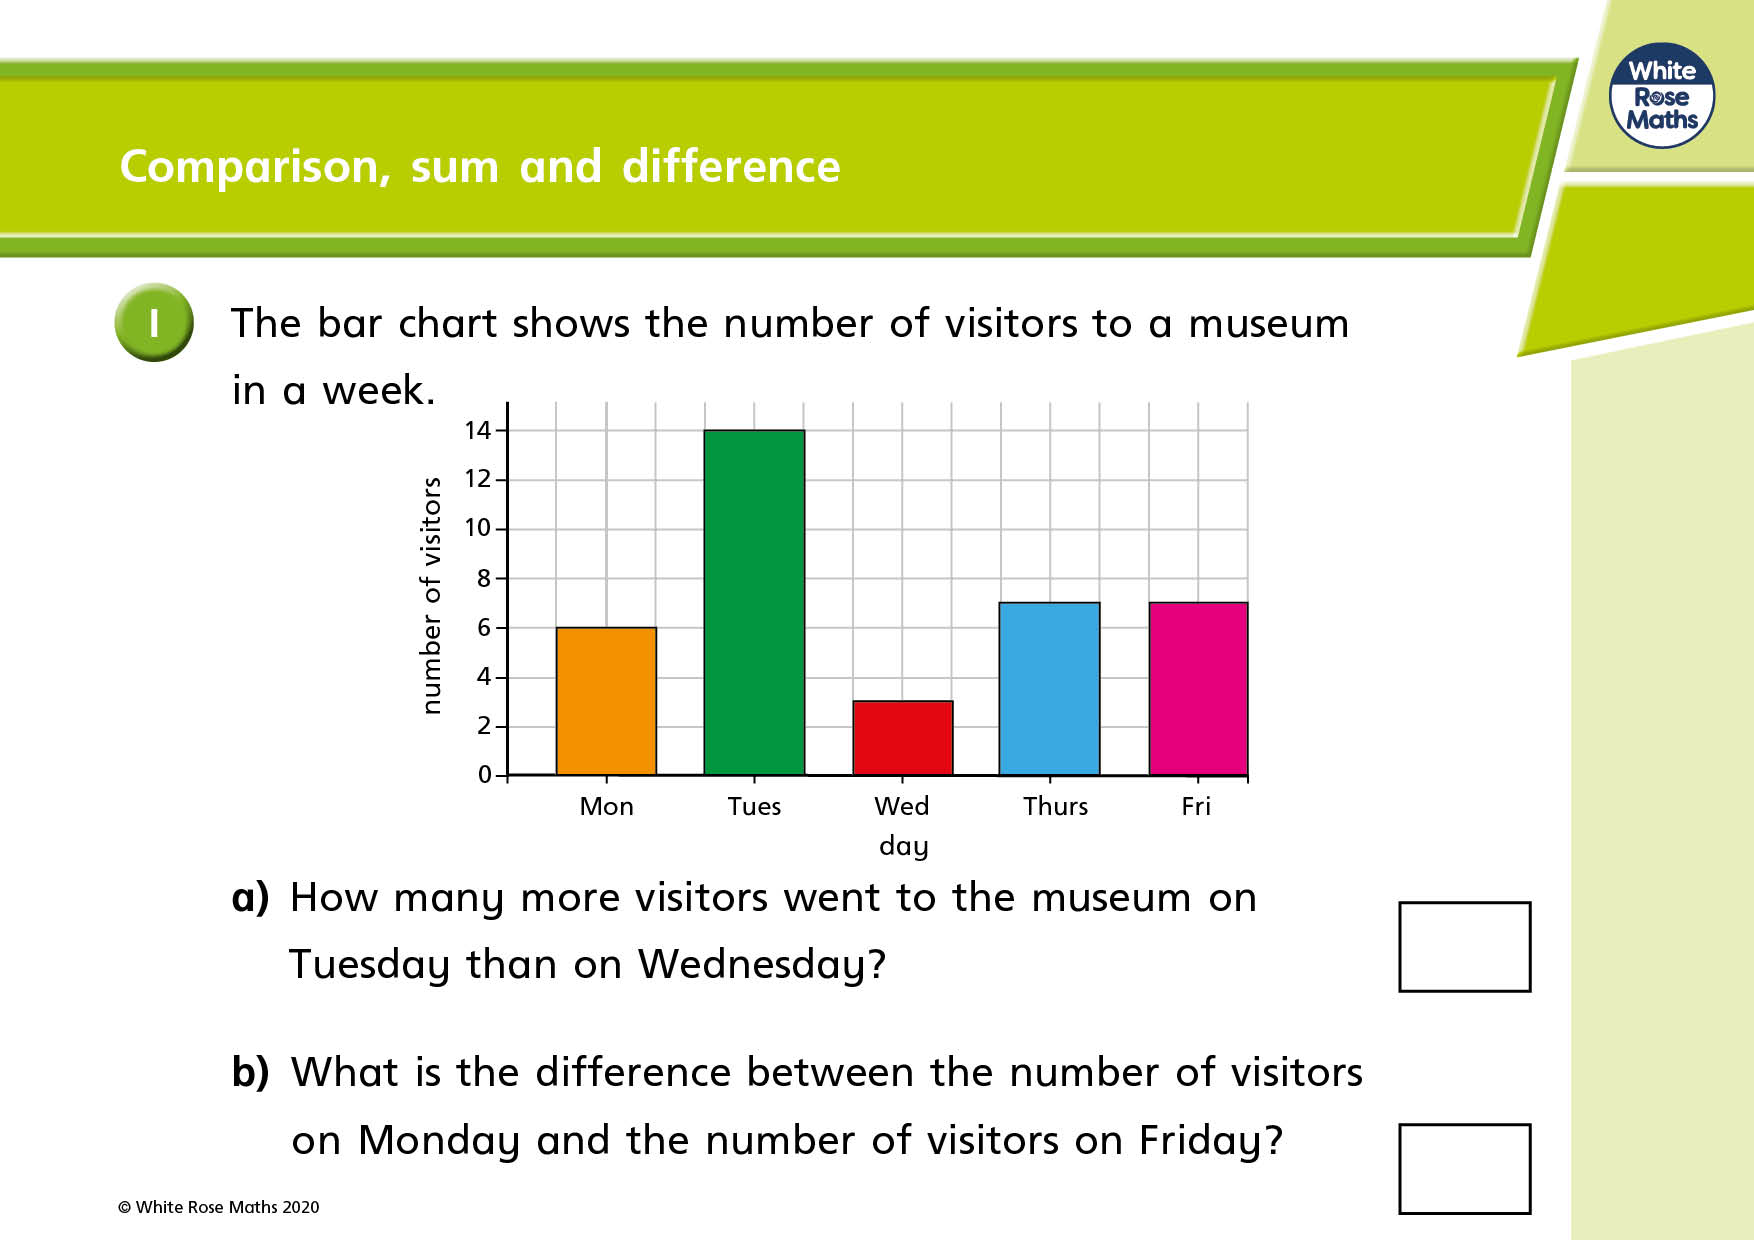 White
Rose
Maths
Comparison, sum and difference
1 The bar chart shows the number of visitors to a museum
in a week.
number of visitors
14
12
10
8
6
4
2
0
Mon Tues Wed Thurs Fri
day
a) How many more visitors went to the museum on
Tuesday than on Wednesday?
b) What is the difference between the number of visitors
on Monday and the number of visitors on Friday?
© White Rose Maths 2020